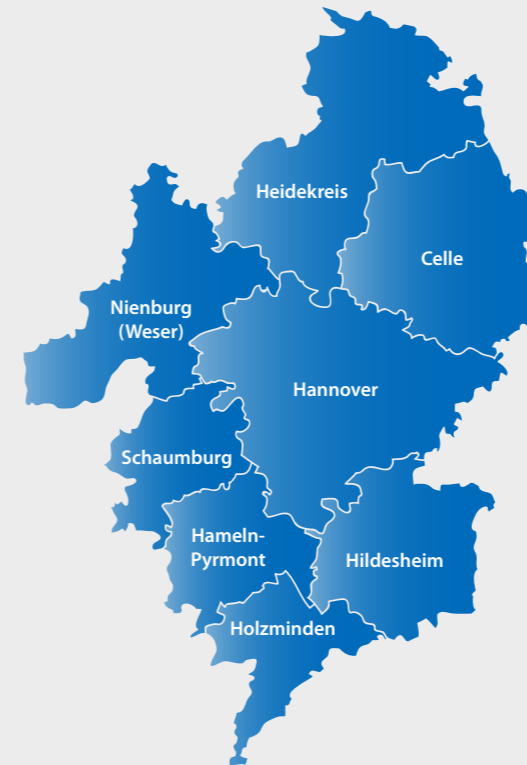 Heidekreis
Celle
Nienburg
(Weser)
Hannover
Schaumburg
Hameln-
Pyrmont
Hildesheim
Holzminden